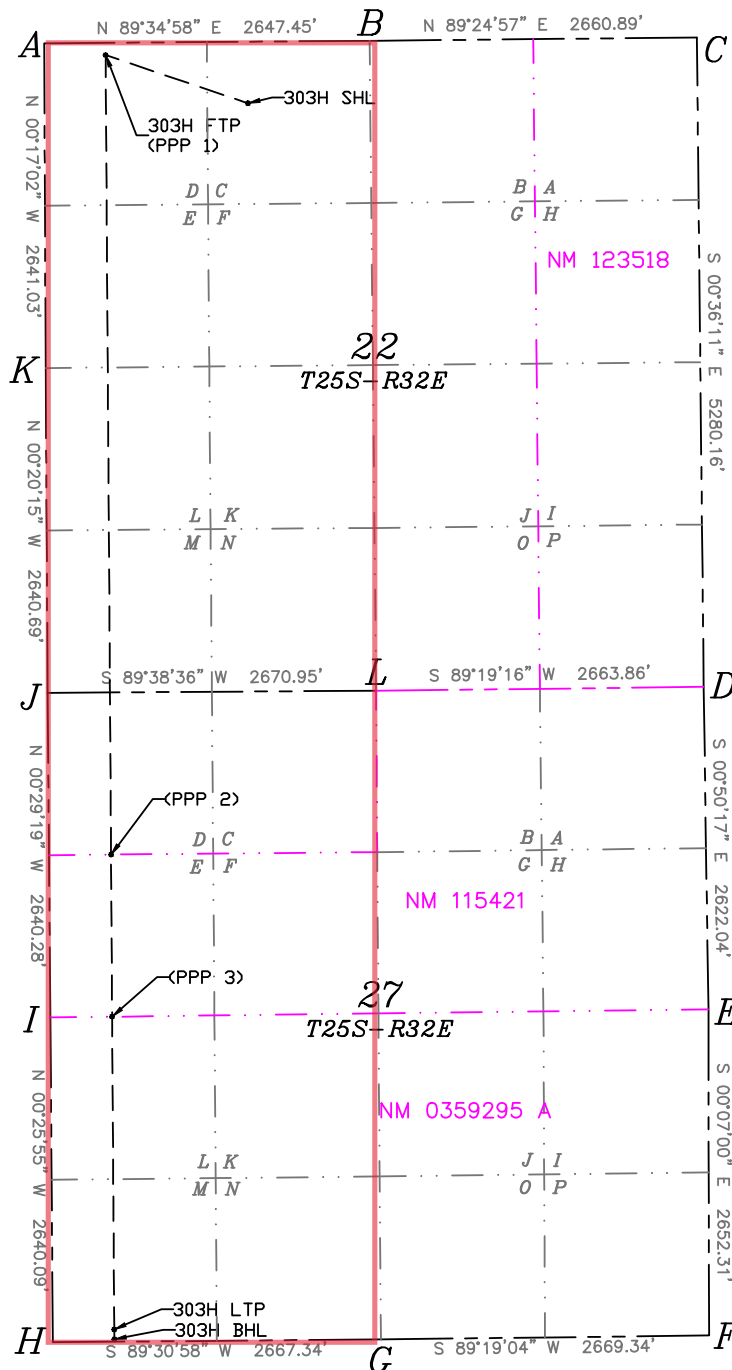 N 89°34'58" E 2647.45'
B
N 89°24'57" E 2660.89'
A
C
303H SHL
303H FTP
(PPP 1)
N 00°17'02" W 2641.03'
D C
E F
B A
G H
NM 123518
S 00°36'11" E 5280.16'
K
22
T25S-R32E
N 00°20'15" W 2640.69'
L K
M N
J I
O P
S 89°38'36" W 2670.95'
L
S 89°19'16" W 2663.86'
J
D
N 00°29'19" W 2640.28'
(PPP 2)
S 00°50'17" E 2622.04'
D C
E F
B A
G H
NM 115421
(PPP 3)
I
27
T25S-R32E
E
N 00°25'55" W 2640.09'
NM 0359295 A
S 00°07'00" E 2652.31'
L K
M N
J I
O P
303H LTP
303H BHL
H
S 89°30'58" W 2667.34'
G
S 89°19'04" W 2669.34'
F